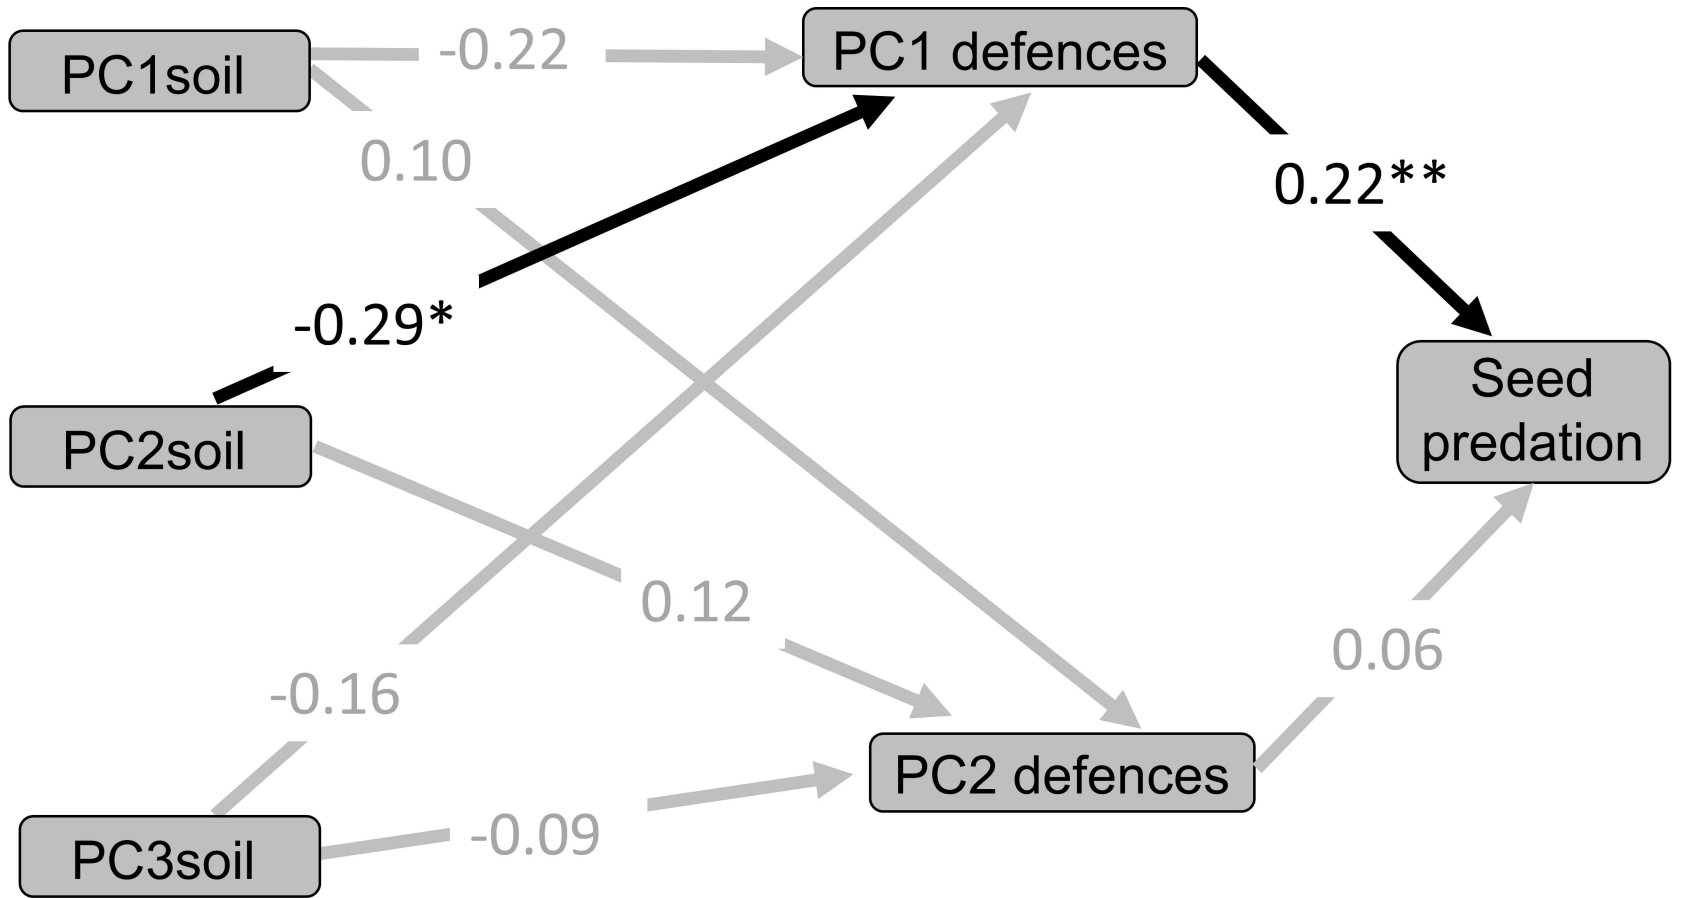 PC1soil
-0.22
PC1 defences
0.10
0.22**
-0.29*
Seed
predation
PC2soil
0.12
0.06
-0.16
PC2 defences
-0.09
PC3soil